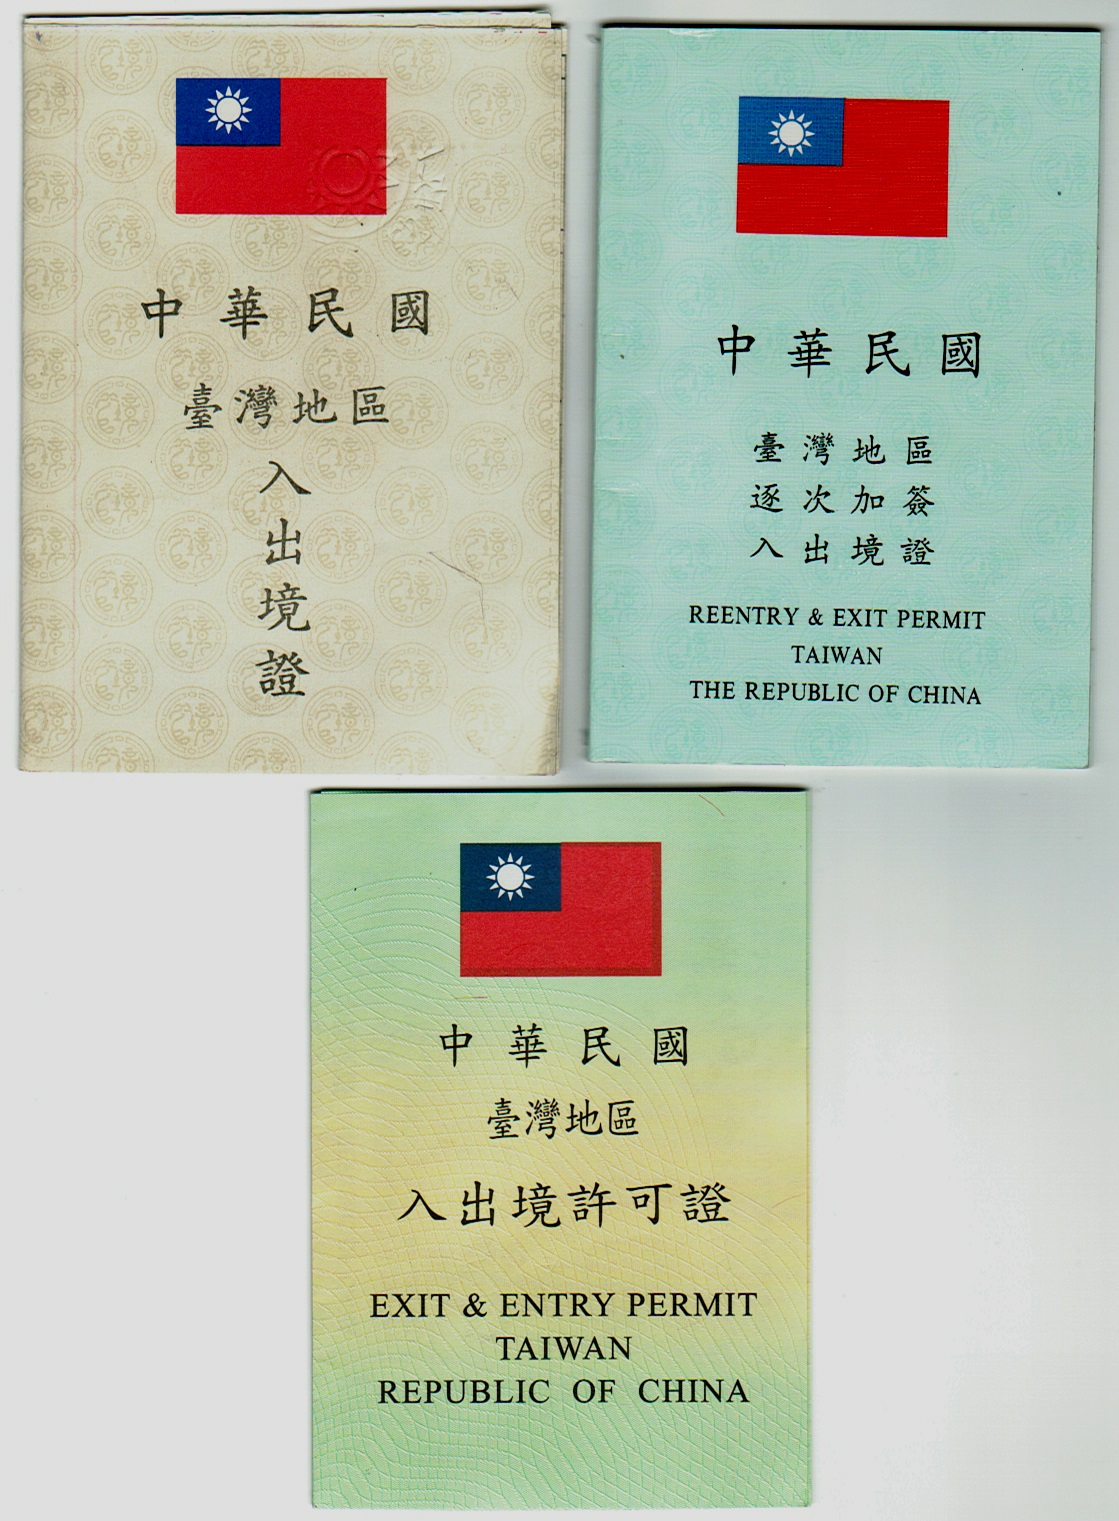 中華民國
臺灣地區
入
出
境
證
中華民國
臺灣地區
逐次加簽
入出境證
REENTRY & EXIT PERMIT
TAIWAN
THE REPUBLIC OF CHINA
中華民國
臺灣地區
入出境許可證
EXIT & ENTRY PERMIT
TAIWAN
REPUBLIC OF CHINA